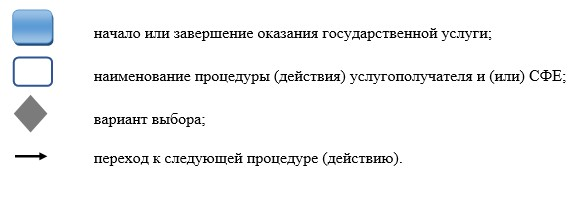 начало или завершение оказания государственной услуги;
наименование процедуры (действия) услугополучателя и (или) СФЕ;
вариант выбора;
переход к следующей процедуре (действию).